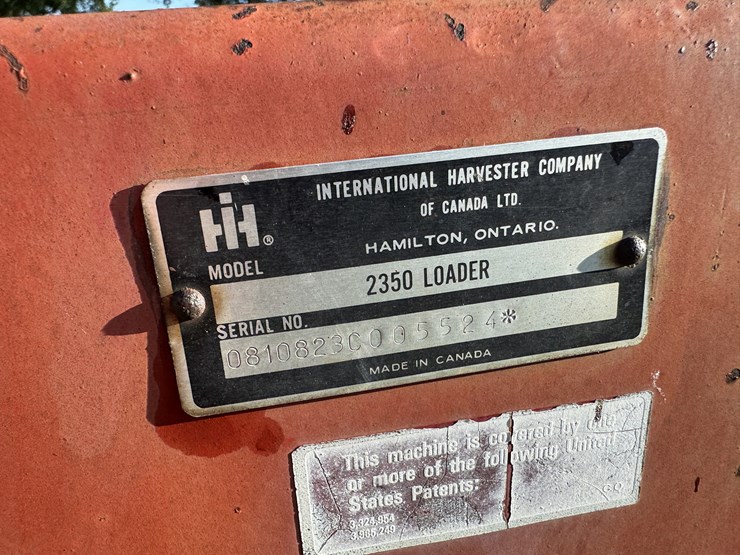 IH®
INTERNATIONAL HARVESTER COMPANY
OF CANADA LTD.
HAMILTON, ONTARIO.
MODEL
2350 LOADER
SERIAL NO.
0810823C005524*
MADE IN CANADA
This machine is covered by one
or more of the following United
States Patents:
3,324,954